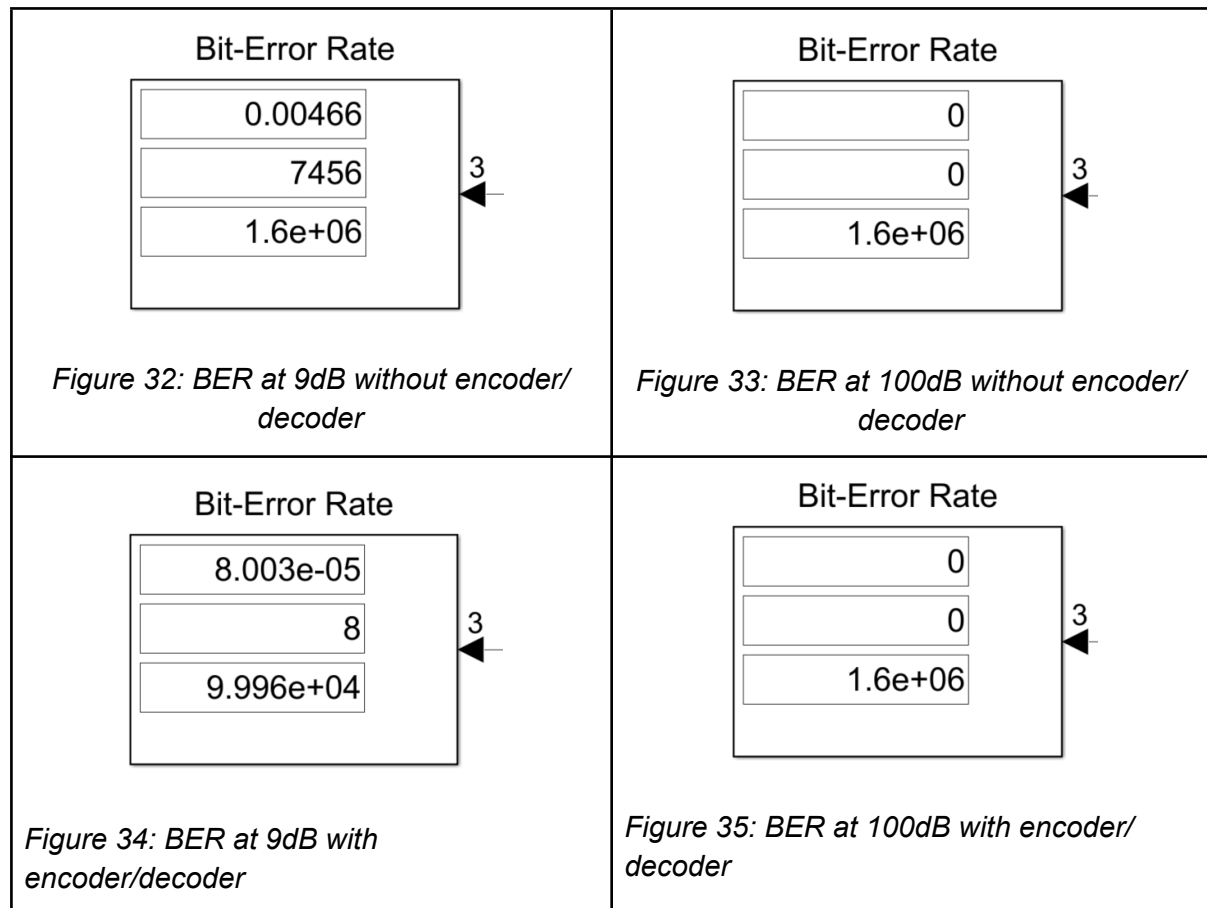 Bit-Error Rate
0.00466
7456
1.6e+06
3
Figure 32: BER at 9dB without encoder/
decoder
Bit-Error Rate
0
0
1.6e+06
3
Figure 33: BER at 100dB without encoder/
decoder
Bit-Error Rate
8.003e-05
8
9.996e+04
3
Figure 34: BER at 9dB with
encoder/decoder
Bit-Error Rate
0
0
1.6e+06
3
Figure 35: BER at 100dB with encoder/
decoder